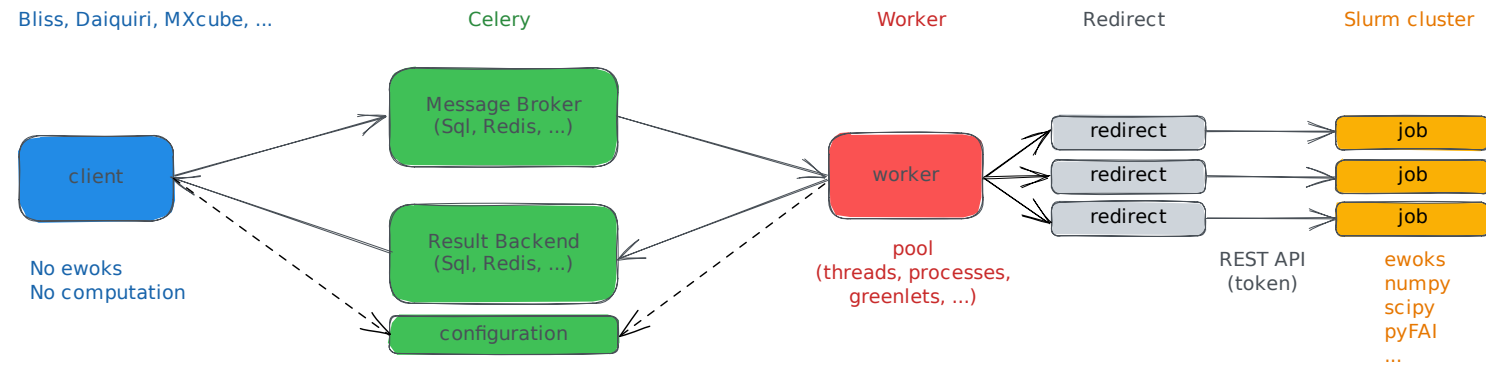 Bliss, Daiquiri, MXcube, ...
Celery
Worker
Redirect
Slurm cluster
client
No ewoks
No computation
Message Broker
(Sql, Redis, ...)
Result Backend
(Sql, Redis, ...)
configuration
worker
pool
(threads, processes,
greenlets, ...)
redirect
redirect
redirect
REST API
(token)
job
job
job
ewoks
numpy
scipy
pyFAI
...